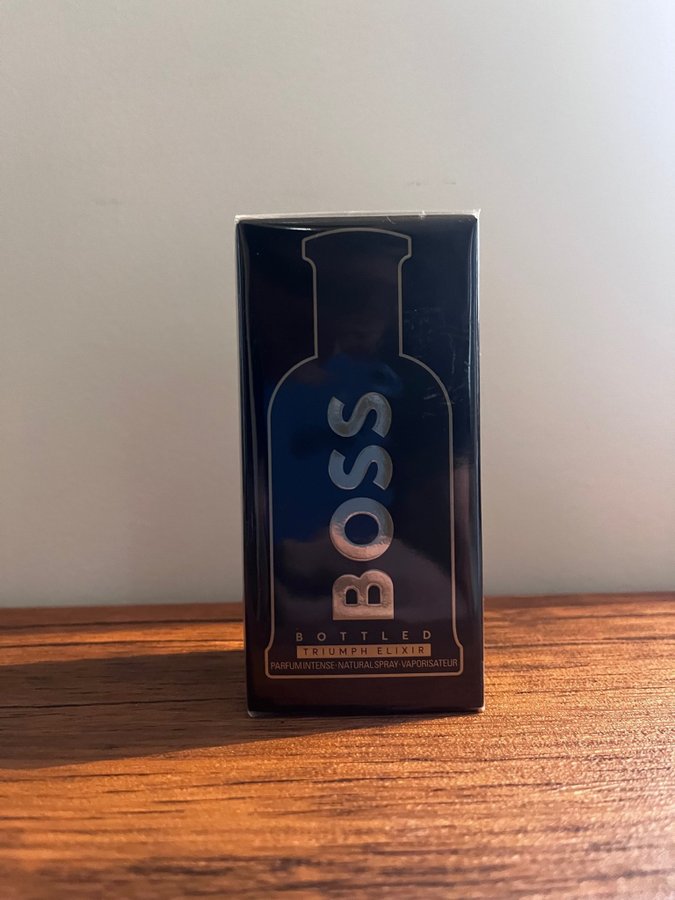 BOSS
BOTTLED
TRIUMPH ELIXIR
PARFUM INTENSE·NATURAL SPRAY·VAPORISATEUR